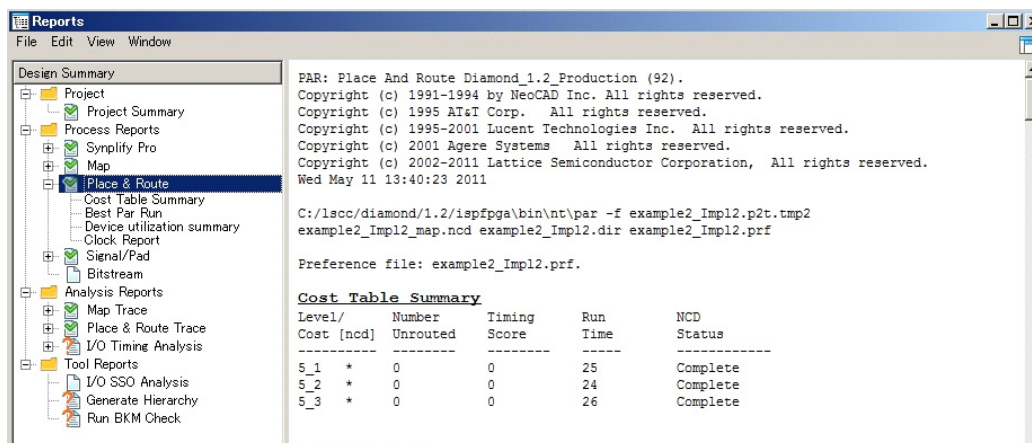 Reports
File Edit View Window
Design Summary
Project
Project Summary
Process Reports
Synplify Pro
Map
Place & Route
Cost Table Summary
Best Par Run
Device utilization summary
Clock Report
Signal/Pad
Bitstream
Analysis Reports
Map Trace
Place & Route Trace
I/O Timing Analysis
Tool Reports
I/O SSO Analysis
Generate Hierarchy
Run BKM Check
PAR: Place And Route Diamond_1.2_Production (92).
Copyright (c) 1991-1994 by NeoCAD Inc. All rights reserved.
Copyright (c) 1995 AT&T Corp.   All rights reserved.
Copyright (c) 1995-2001 Lucent Technologies Inc.  All rights reserved.
Copyright (c) 2001 Agere Systems   All rights reserved.
Copyright (c) 2002-2011 Lattice Semiconductor Corporation,  All rights reserved.
Wed May 11 13:40:23 2011
C:/lscc/diamond/1.2/ispfpga\bin\nt\par -f example2_Impl2.p2t.tmp2
example2_Impl2_map.ncd example2_Impl2.dir example2_Impl2.prf
Preference file: example2_Impl2.prf.
Cost Table Summary
Level/ Number Timing Run NCD
Cost [ncd] Unrouted Score Time Status
---------- -------- -------- ----- ------------
5_1 * 0 0 25 Complete
5_2 * 0 0 24 Complete
5_3 * 0 0 26 Complete